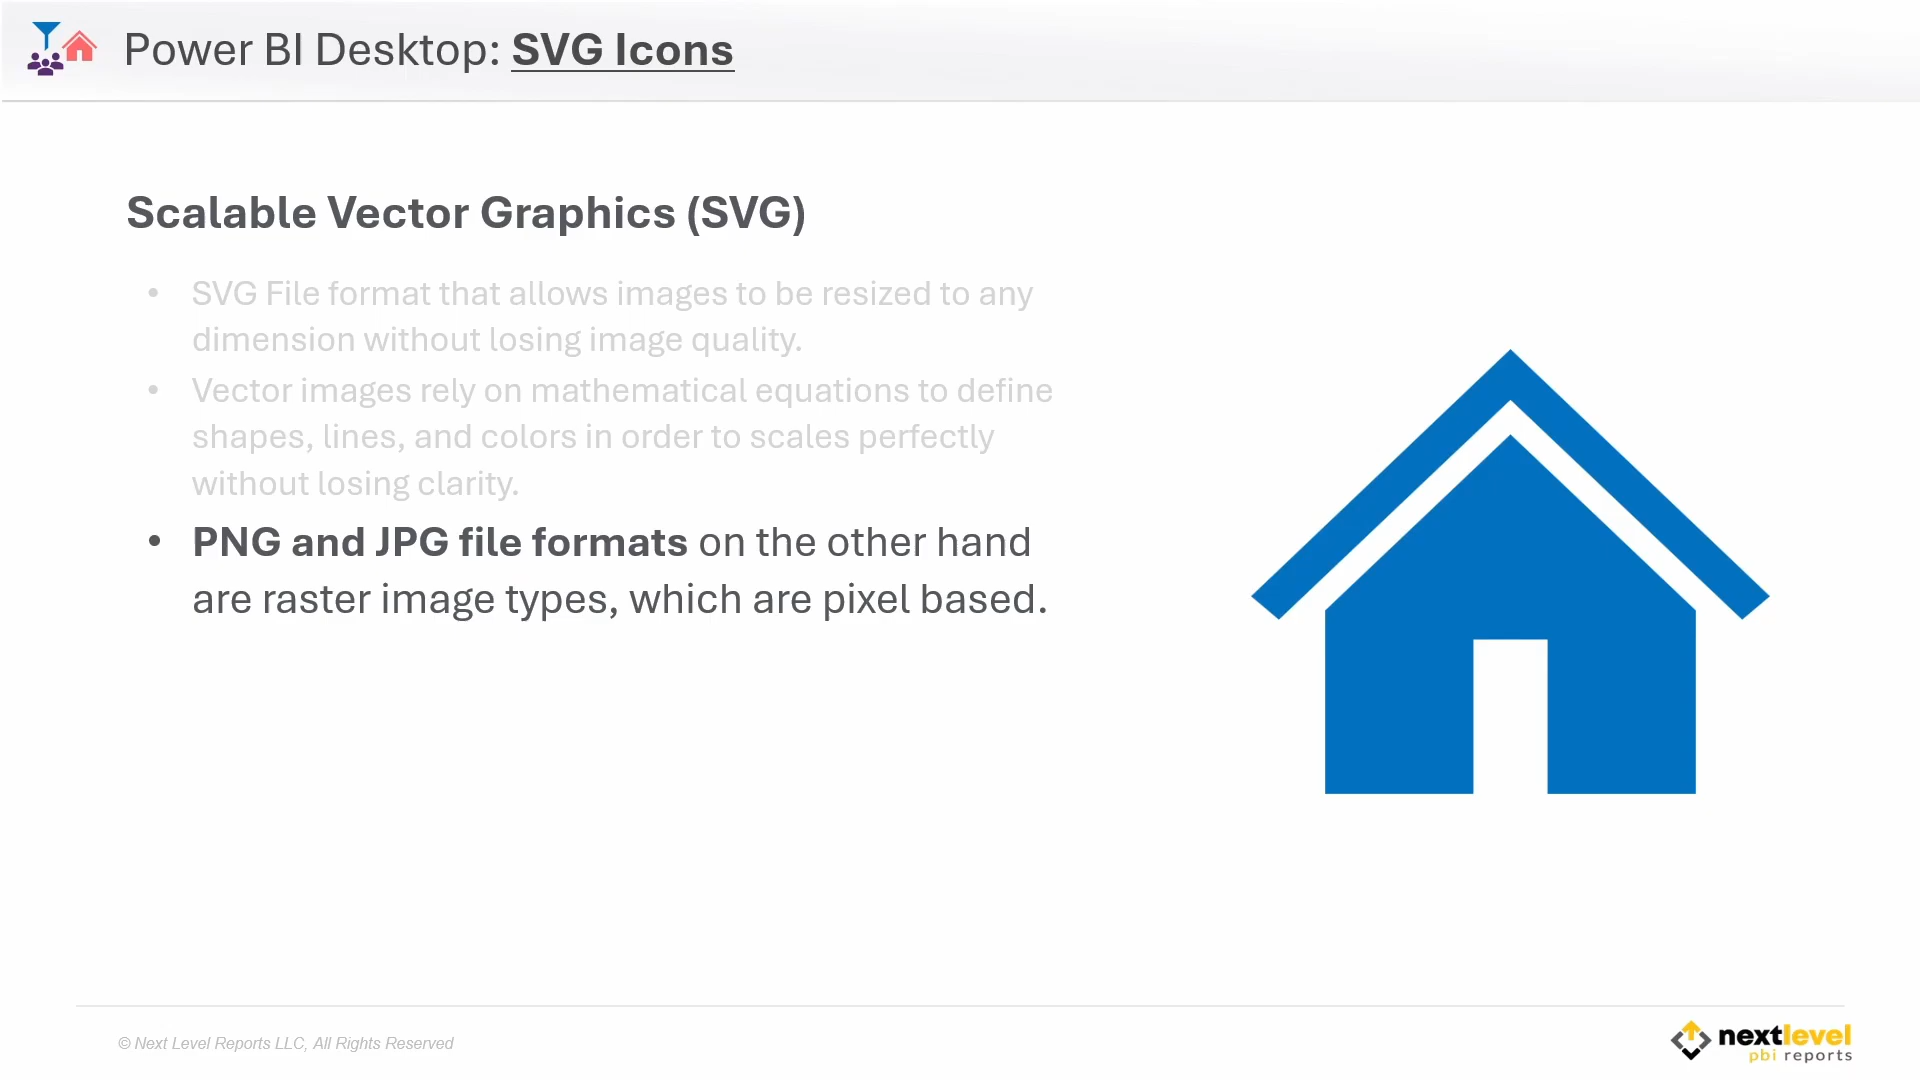 Power BI Desktop: SVG Icons
Scalable Vector Graphics (SVG)
• SVG File format that allows images to be resized to any
dimension without losing image quality.
• Vector images rely on mathematical equations to define
shapes, lines, and colors in order to scales perfectly
without losing clarity.
• PNG and JPG file formats on the other hand
are raster image types, which are pixel based.
© Next Level Reports LLC, All Rights Reserved
nextlevel
pbi reports